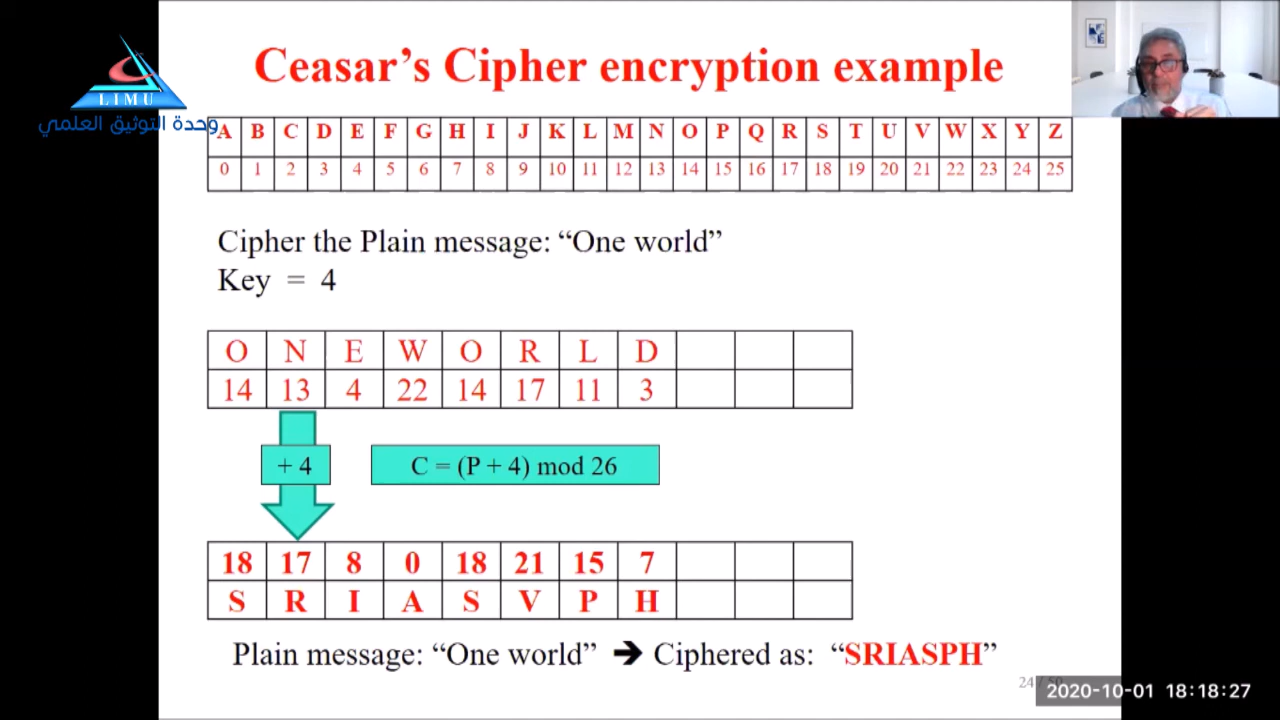 Ceasar's Cipher encryption example
LIMU
وحدة التوثيق العلمي
A B C D E F G H I J K L M N O P Q R S T U V W X Y Z
0 1 2 3 4 5 6 7 8 9 10 11 12 13 14 15 16 17 18 19 20 21 22 23 24 25
Cipher the Plain message: “One world”
Key = 4
O N E W O R L D
14 13 4 22 14 17 11 3
+ 4
C = (P + 4) mod 26
18 17 8 0 18 21 15 7
S R I A S V P H
Plain message: “One world” ➔ Ciphered as: “SRIASPH”
24 /
2020-10-01 18:18:27